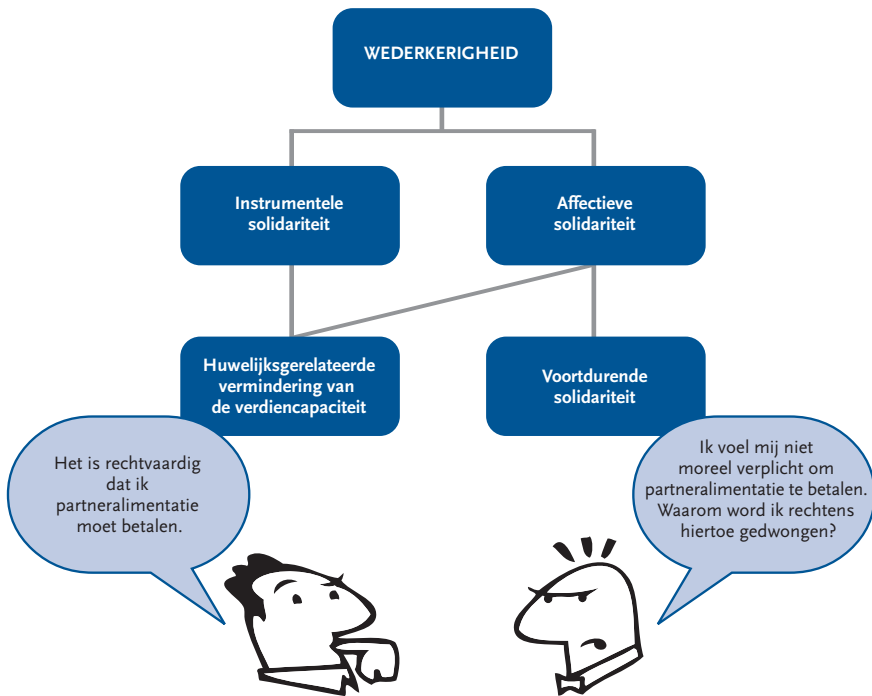 WEDERKERIGHEID
Instrumentele
solidariteit
Affectieve
solidariteit
Huwelijksgerelateerde
vermindering van
de verdiencapaciteit
Voortdurende
solidariteit
Het is rechtvaardig
dat ik
partneralimentatie
moet betalen.
Ik voel mij niet
moreel verplicht om
partneralimentatie te betalen.
Waarom word ik rechtens
hiertoe gedwongen?